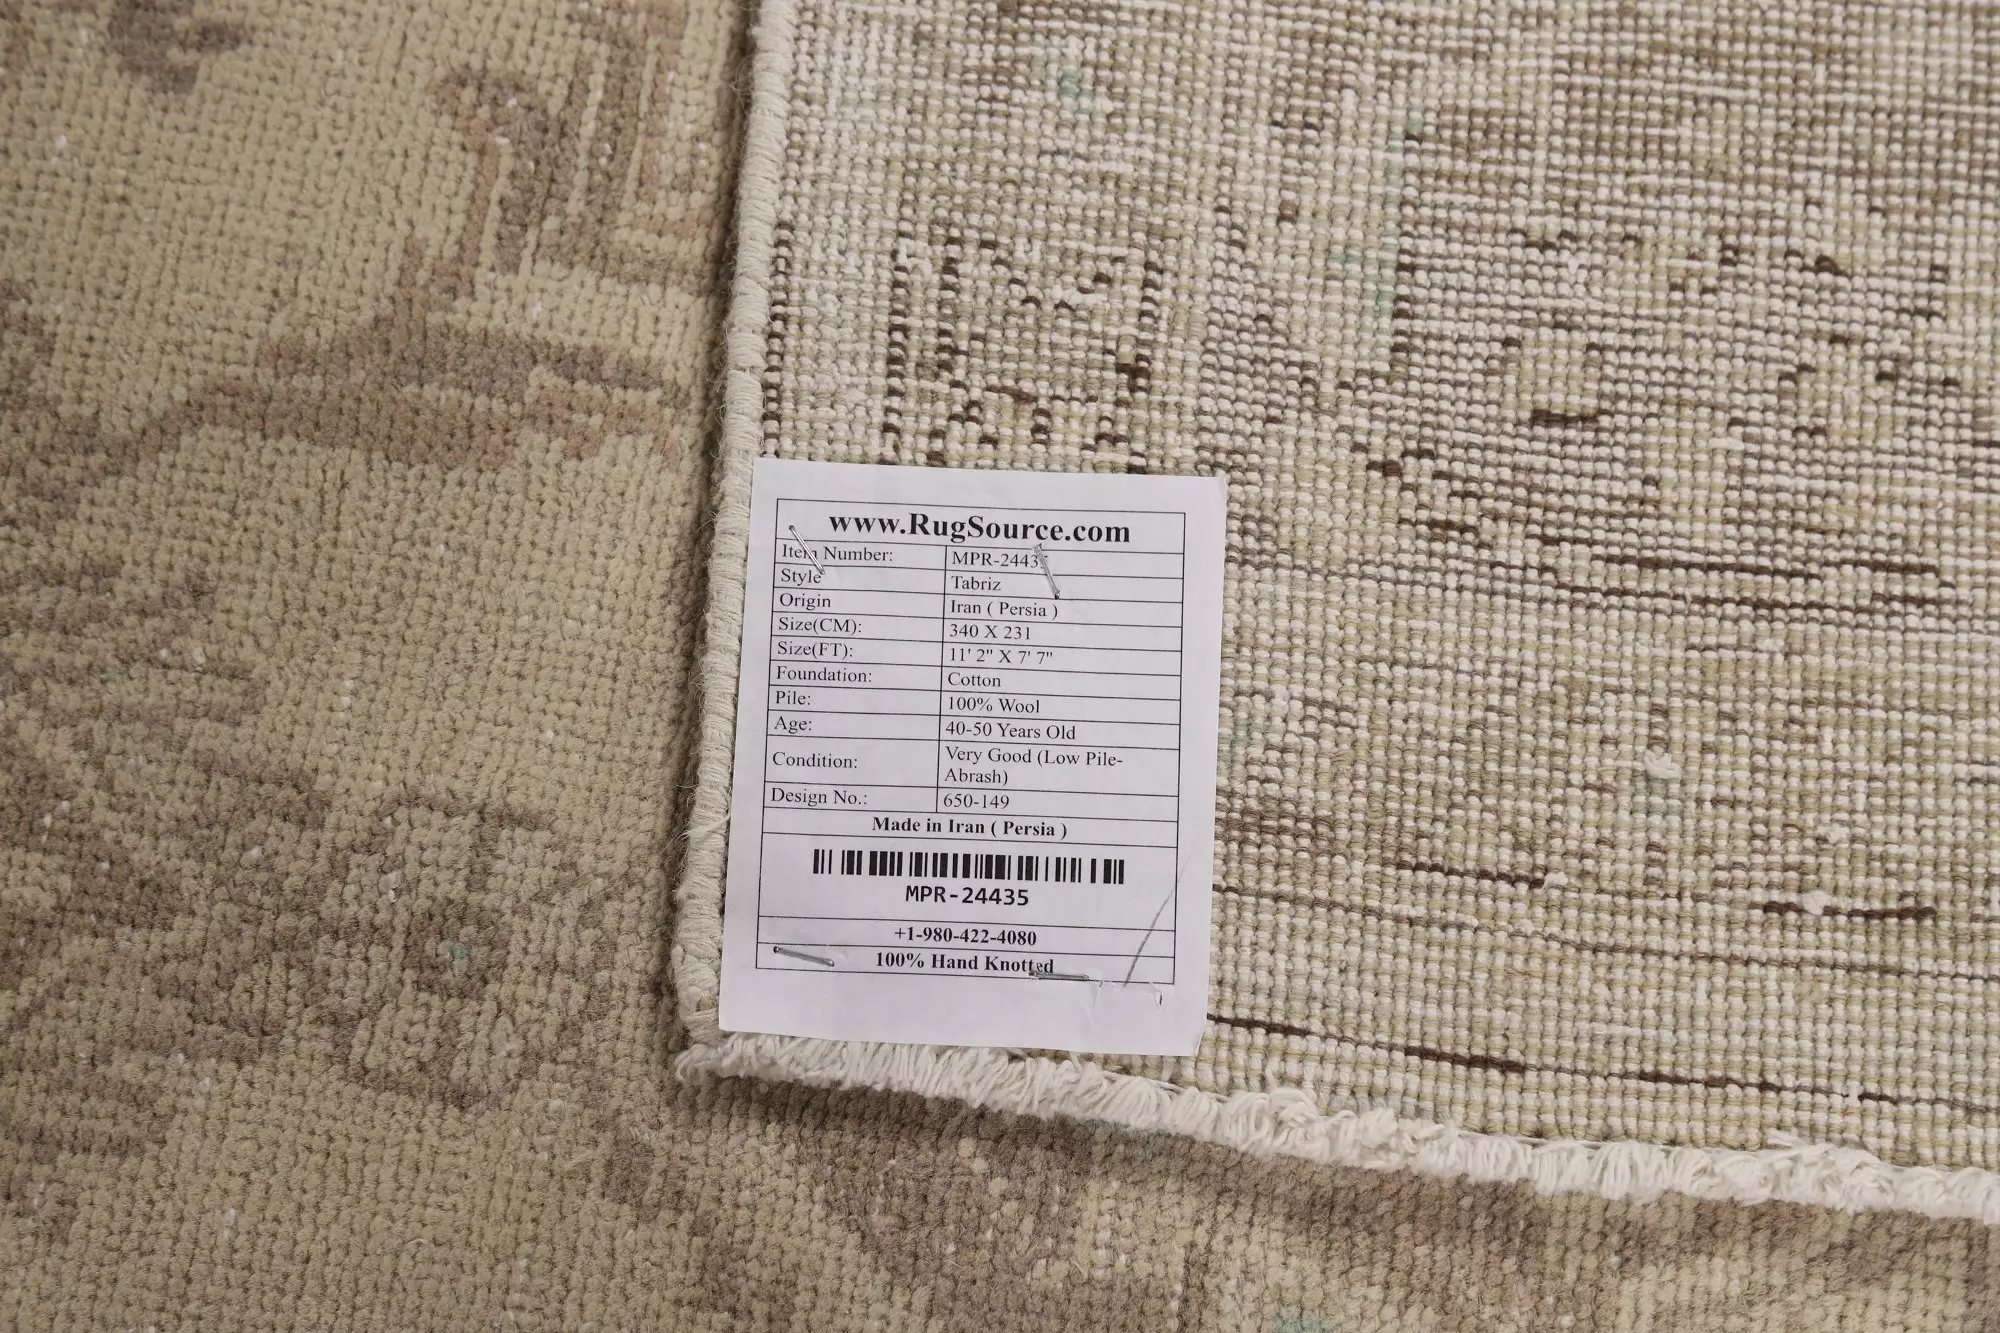 www.RugSource.com
Item Number: MPR-24435
Style Tabriz
Origin Iran ( Persia )
Size(CM): 340 X 231
Size(FT): 11' 2" X 7' 7"
Foundation: Cotton
Pile: 100% Wool
Age: 40-50 Years Old
Condition: Very Good (Low Pile-
Abrash)
Design No.: 650-149
Made in Iran ( Persia )
MPR-24435
+1-980-422-4080
100% Hand Knotted